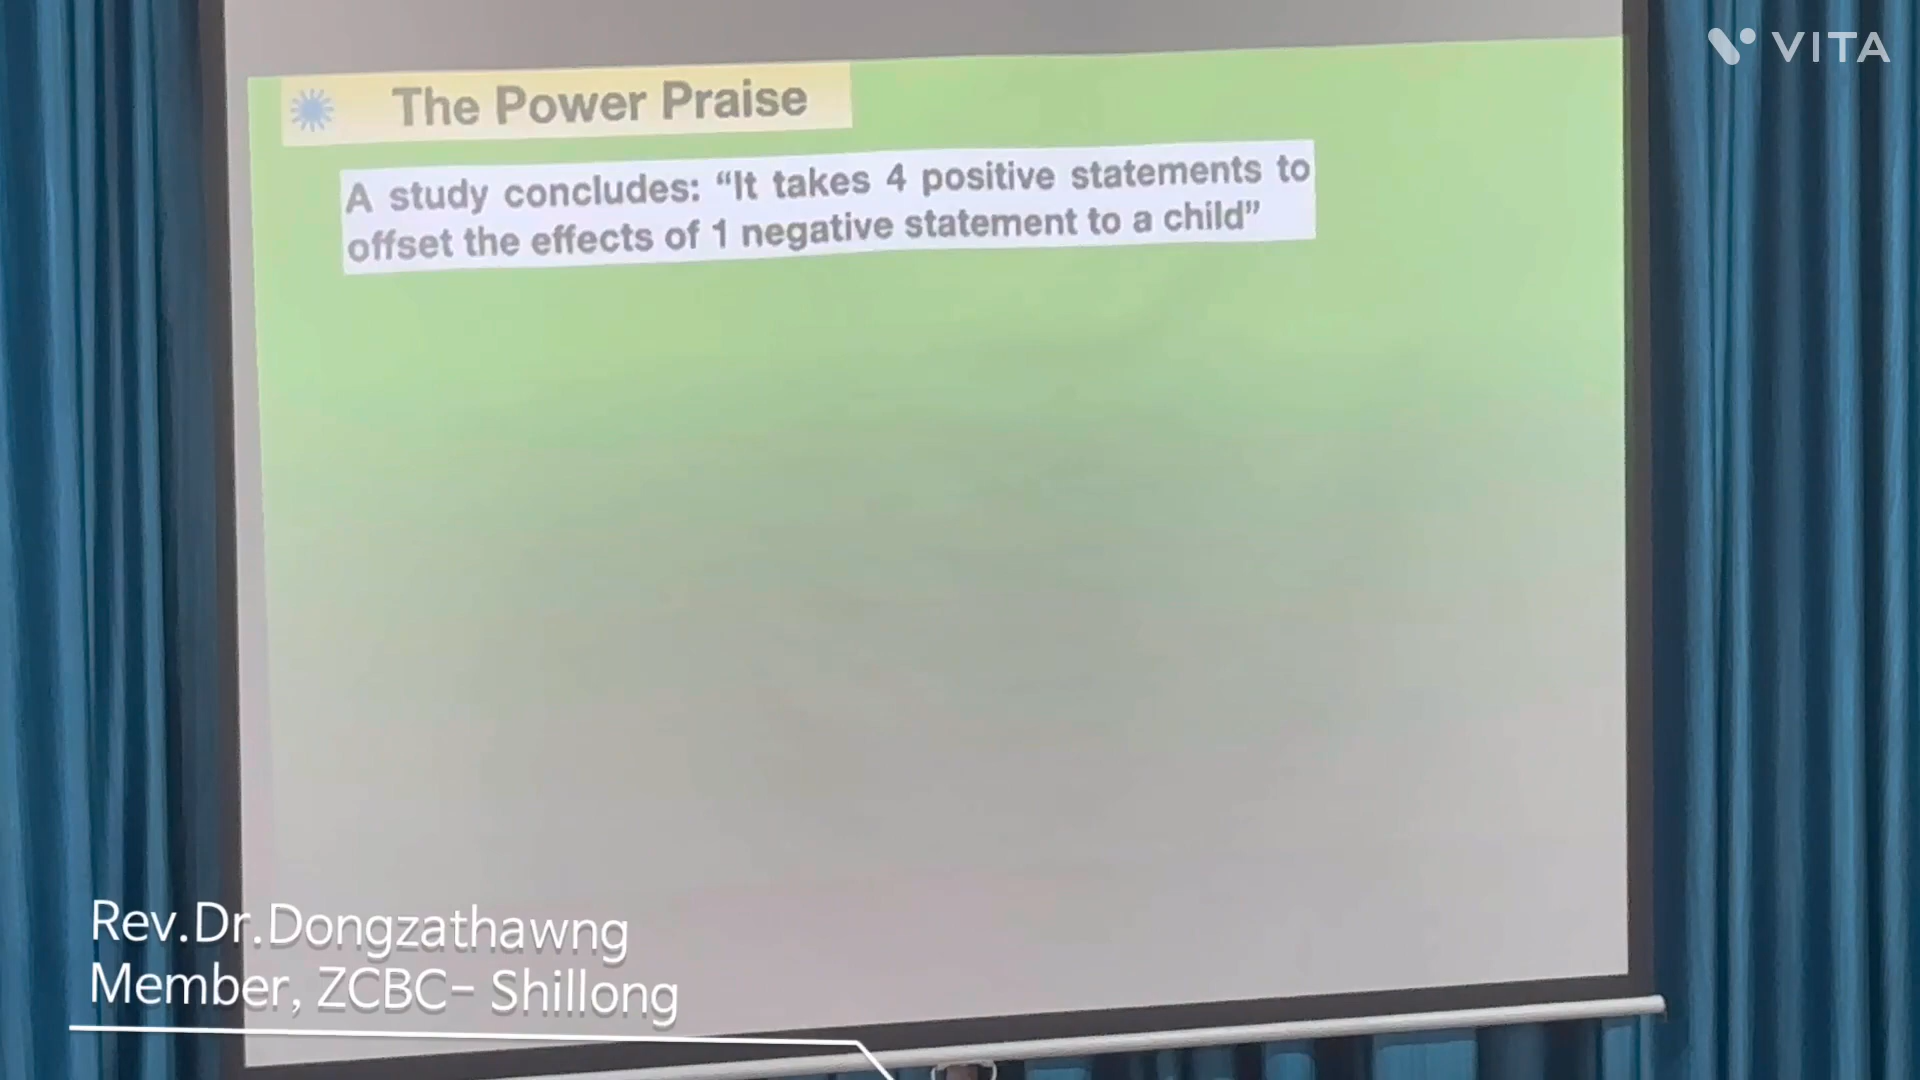 VITA
The Power Praise
A study concludes: “It takes 4 positive statements to
offset the effects of 1 negative statement to a child”
Rev.Dr.Dongzathawng
Member, ZCBC- Shillong